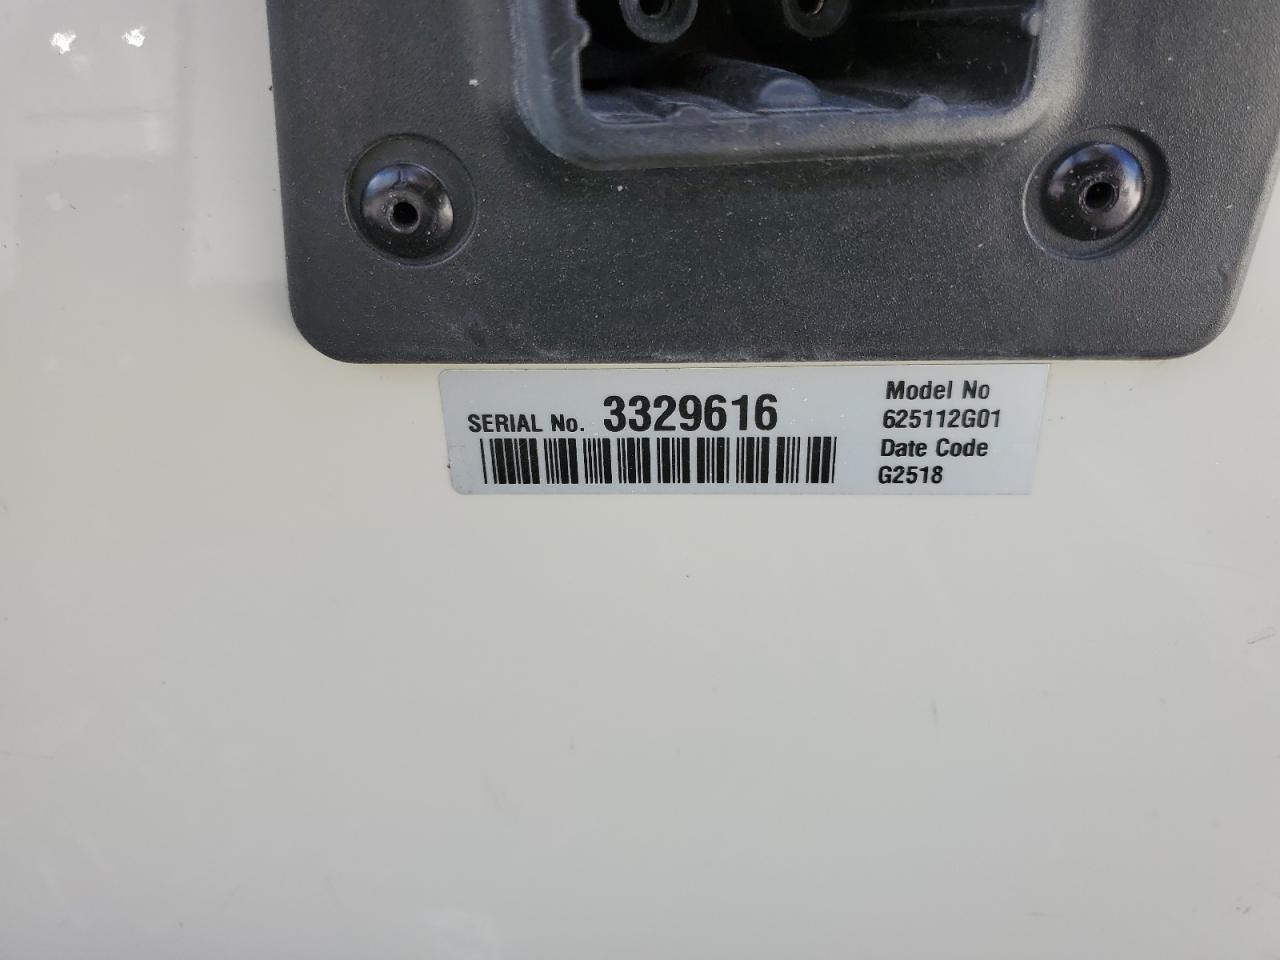 SERIAL No. 3329616
Model No
625112G01
Date Code
G2518